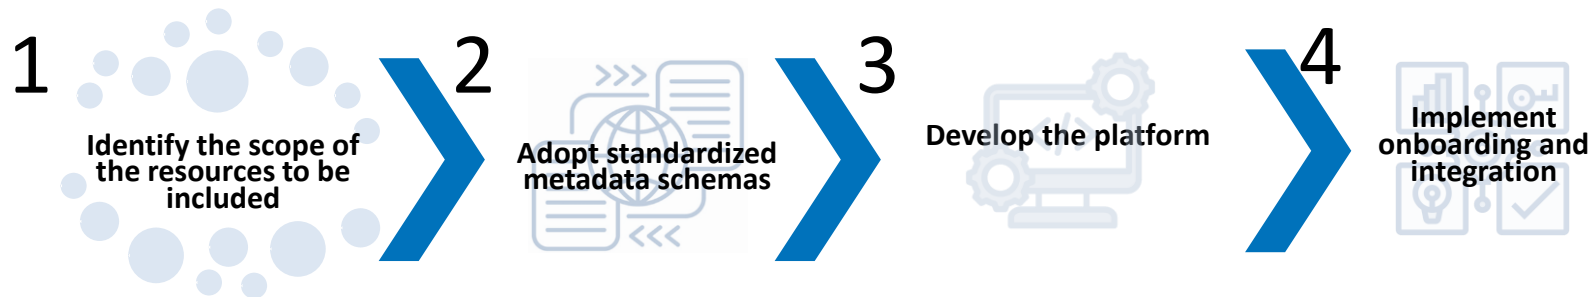 1
Identify the scope of
the resources to be
included
2
>>>
Adopt standardized
metadata schemas
<<<
3
Develop the platform
</>
4
Implement
onboarding and
integration